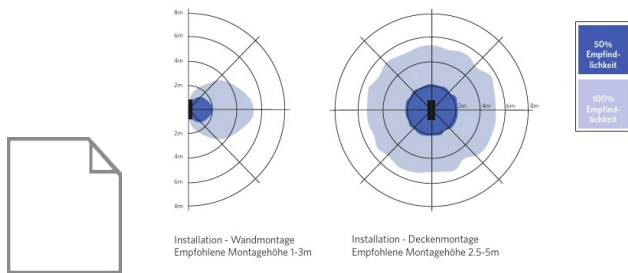 8m
6m
4m
2m
2m
4m
6m
8m
2m
4m
6m
8m
50%
Empfind-
lichkeit
100%
Empfind-
lichkeit
Installation - Wandmontage
Empfohlene Montagehöhe 1-3m
Installation - Deckenmontage
Empfohlene Montagehöhe 2.5-5m